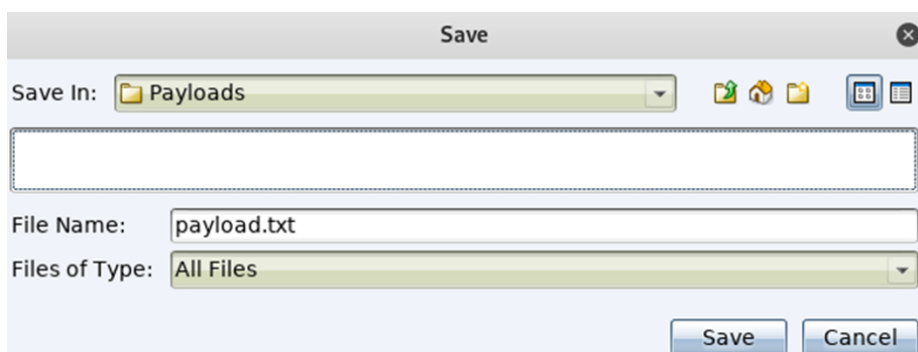 Save
Save In: Payloads
File Name: payload.txt
Files of Type: All Files
Save Cancel